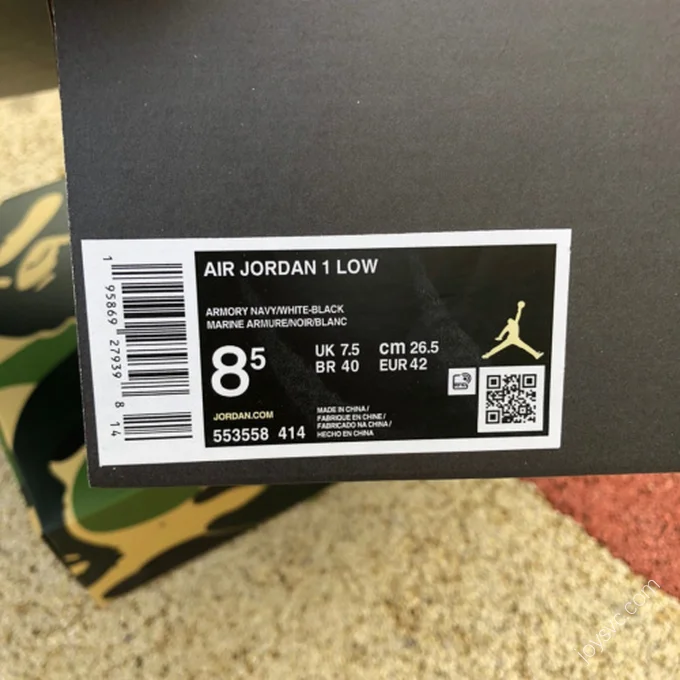 AIR JORDAN 1 LOW
ARMORY NAVY/WHITE-BLACK
MARINE ARMURE/NOIR/BLANC
8⁵
UK 7.5 cm 26.5
BR 40 EUR 42
JORDAN.COM
553558 414
MADE IN CHINA/
FABRIQUE EN CHINE/
FABRICADO NA CHINA/
HECHO EN CHINA
1 95869 27939 8 14